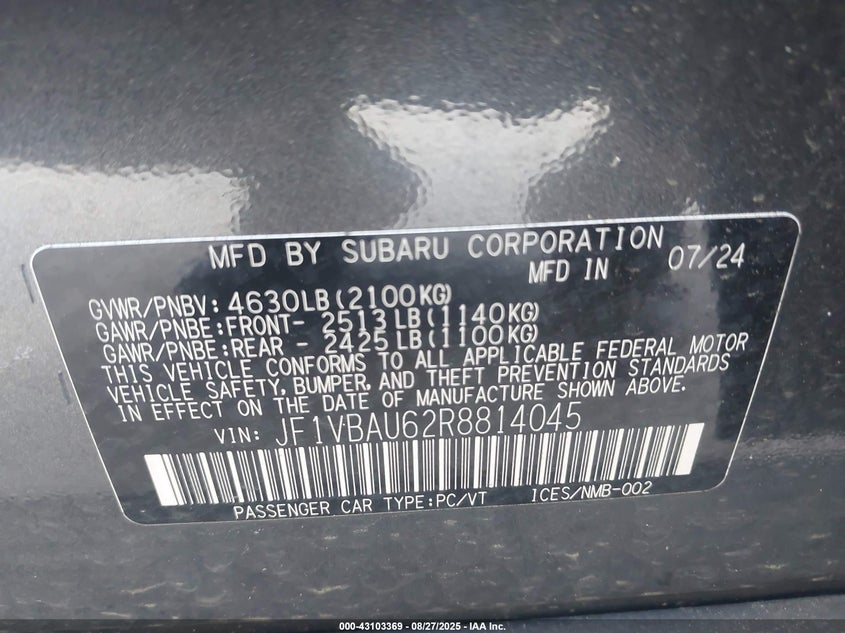 MFD BY SUBARU CORPORATION
MFD IN 07/24
GVWR/PNBV: 4630LB(2100KG)
GAWR/PNBE:FRONT- 2513LB(1140KG)
GAWR/PNBE:REAR - 2425LB(1100KG)
THIS VEHICLE CONFORMS TO ALL APPLICABLE FEDERAL MOTOR
VEHICLE SAFETY, BUMPER, AND THEFT PREVENTION STANDARDS
IN EFFECT ON THE DATE OF MANUFACTURE SHOWN ABOVE.
VIN: JF1VBAU62R8814045
PASSENGER CAR TYPE:PC/VT ICES/NMB-002
000-43103369 - 08/27/2025 - IAA Inc.